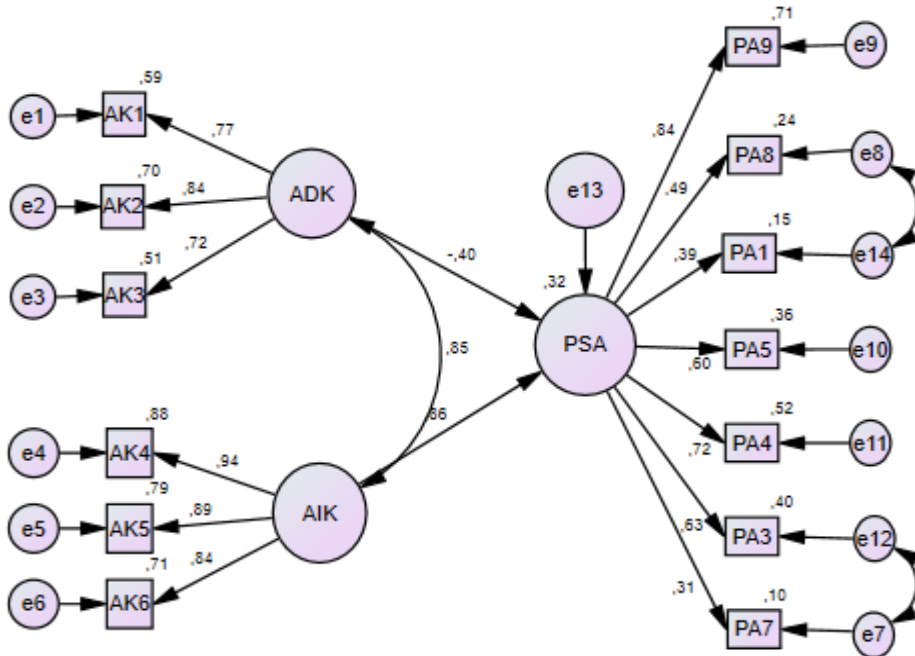 ,71
PA9
e9
,59
e1
AK1
,77
,84
,24
PA8
e8
,70
e2
AK2
,84
ADK
e13
,49
,15
,51
e3
AK3
,72
-,40
,32
,39
PA1
e14
PSA
,36
,85
,60
PA5
e10
,88
86
,52
e4
AK4
,94
,72
PA4
e11
,79
e5
AK5
,89
AIK
,40
,63
PA3
e12
,71
e6
AK6
,84
,31
,10
PA7
e7